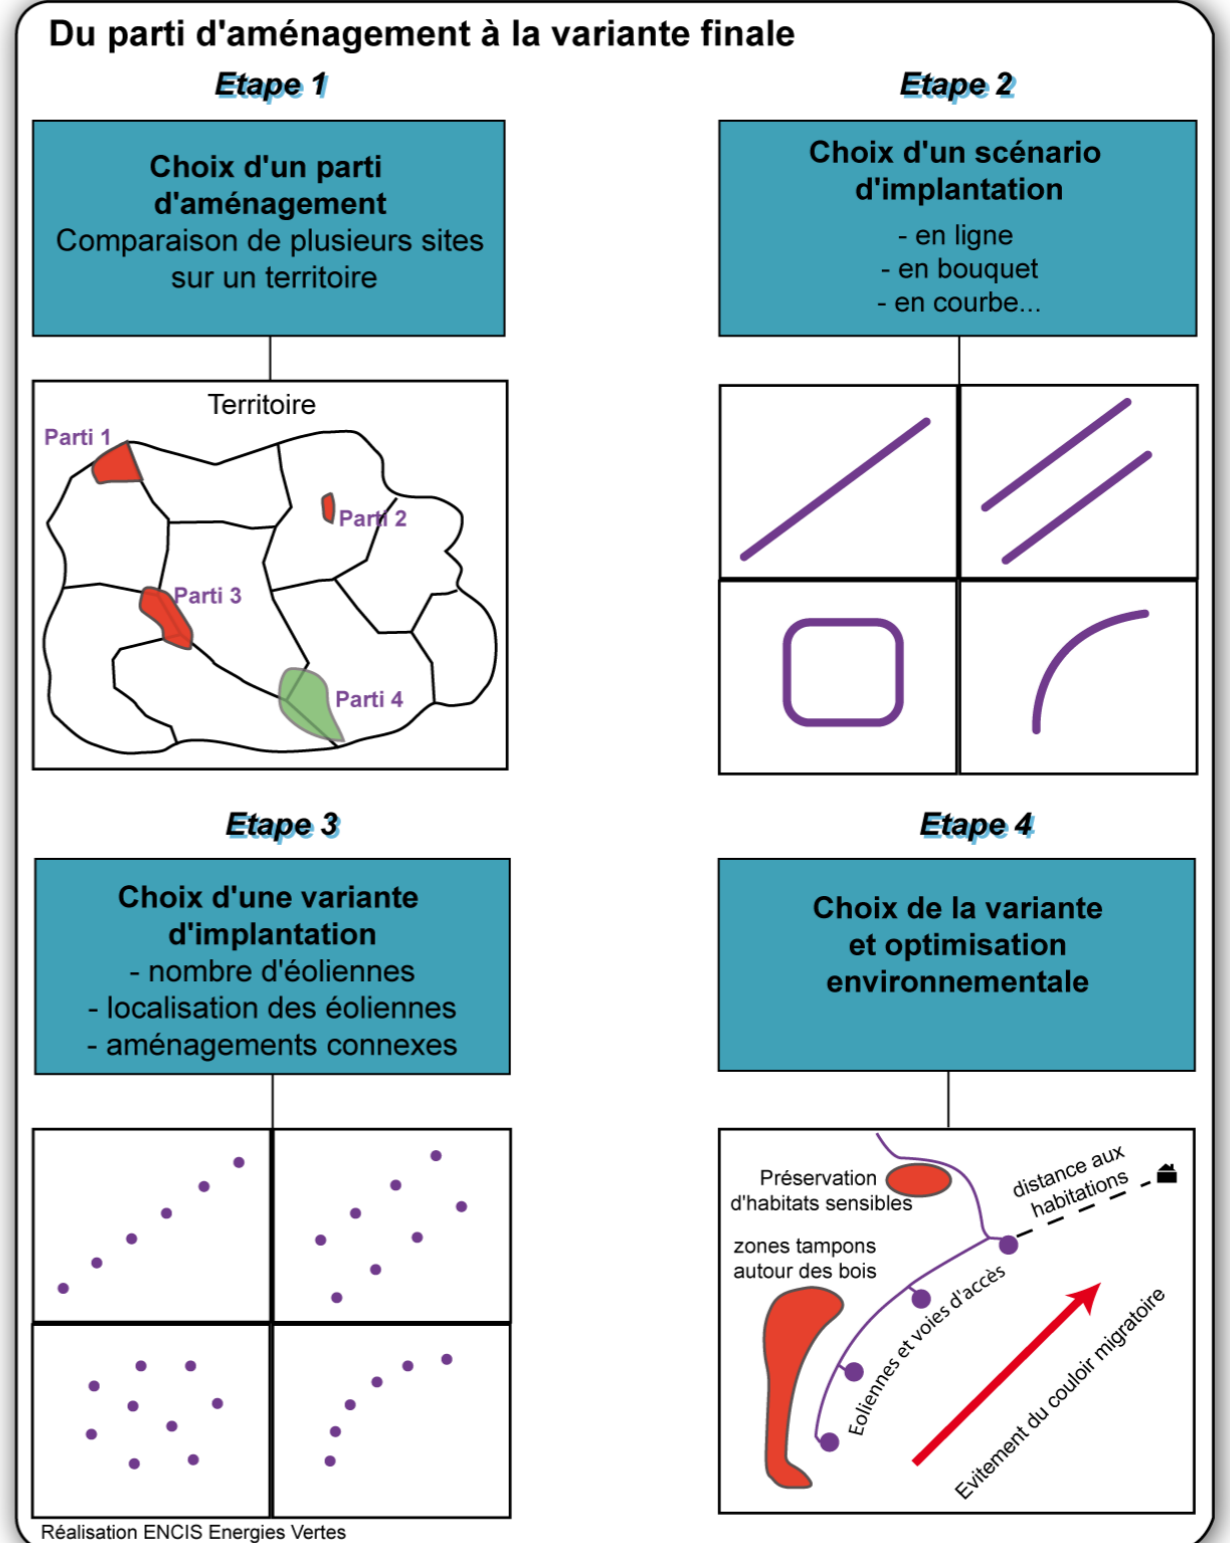 Du parti d'aménagement à la variante finale
Etape 1
Choix d'un parti
d'aménagement
Comparaison de plusieurs sites
sur un territoire
Territoire
Parti 1
Parti 2
Parti 3
Parti 4
Etape 2
Choix d'un scénario
d'implantation
- en ligne
- en bouquet
- en courbe...
Etape 3
Choix d'une variante
d'implantation
- nombre d'éoliennes
- localisation des éoliennes
- aménagements connexes
Etape 4
Choix de la variante
et optimisation
environnementale
Préservation
d'habitats sensibles
distance aux
habitations
zones tampons
autour des bois
Eoliennes et voies d'accès
Evitement du couloir migratoire
Réalisation ENCIS Energies Vertes